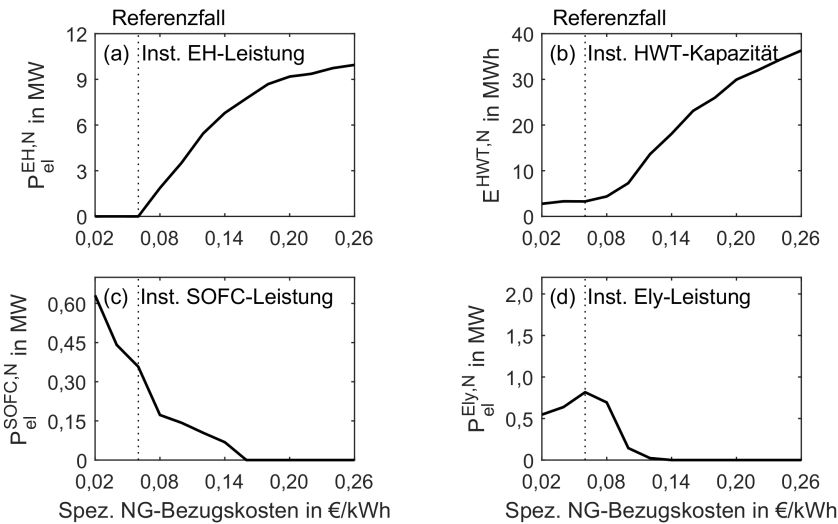 Referenzfall
(a) Inst. EH-Leistung
12
9
6
3
0
P_el^EH,N in MW
0,02 0,08 0,14 0,20 0,26
Referenzfall
(b) Inst. HWT-Kapazität
40
30
20
10
0
E^HWT,N in MWh
0,02 0,08 0,14 0,20 0,26
(c) Inst. SOFC-Leistung
0,60
0,45
0,30
0,15
0
P_el^SOFC,N in MW
0,02 0,08 0,14 0,20 0,26
Spez. NG-Bezugskosten in €/kWh
(d) Inst. Ely-Leistung
2,0
1,5
1,0
0,5
0
P_el^Ely,N in MW
0,02 0,08 0,14 0,20 0,26
Spez. NG-Bezugskosten in €/kWh